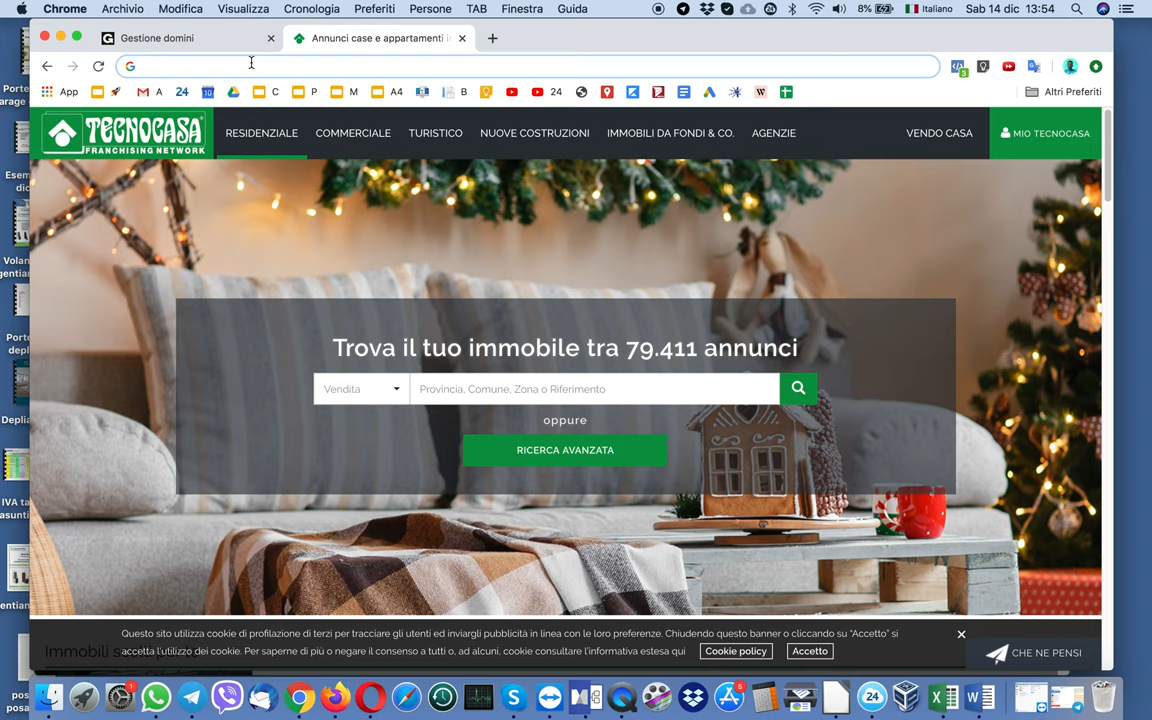 Chrome Archivio Modifica Visualizza Cronologia Preferiti Persone TAB Finestra Guida 8% Italiano Sab 14 dic 13:54
Gestione domini
Annunci case e appartamenti i
App A 24 C P M A4 B 24 Altri Preferiti
TECNOCASA
FRANCHISING NETWORK
RESIDENZIALE COMMERCIALE TURISTICO NUOVE COSTRUZIONI IMMOBILI DA FONDI & CO. AGENZIE VENDO CASA MIO TECNOCASA
Trova il tuo immobile tra 79.411 annunci
Vendita Provincia, Comune, Zona o Riferimento
oppure
RICERCA AVANZATA
Questo sito utilizza cookie di profilazione di terzi per tracciare gli utenti ed inviargli pubblicità in linea con le loro preferenze. Chiudendo questo banner o cliccando su "Accetto" si
accetta l'utilizzo dei cookie. Per saperne di più o negare il consenso a tutti o, ad alcuni, cookie consultare l'informativa estesa qui Cookie policy Accetto
CHE NE PENSI